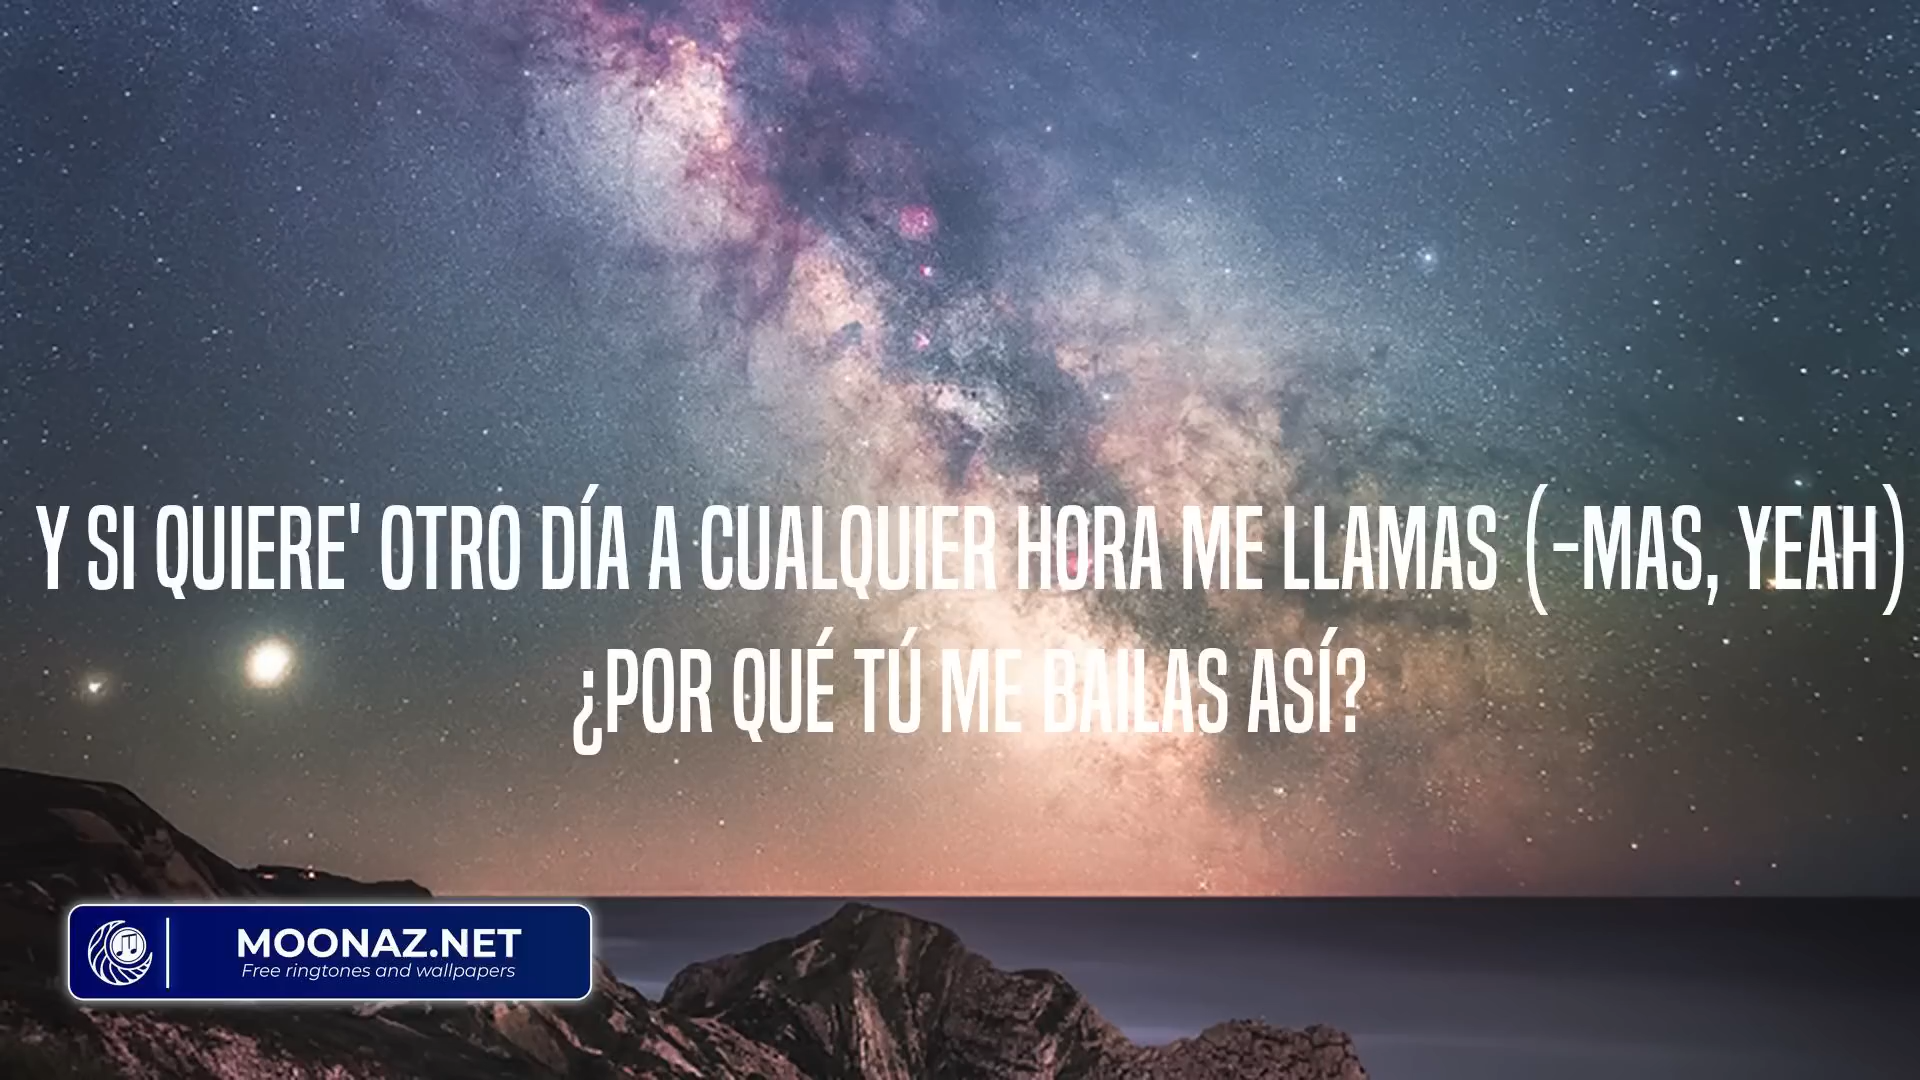 Y SI QUIERE' OTRO DÍA A CUALQUIER HORA ME LLAMAS (-MAS, YEAH)
¿POR QUÉ TÚ ME BAILAS ASÍ?
MOONAZ.NET
Free ringtones and wallpapers